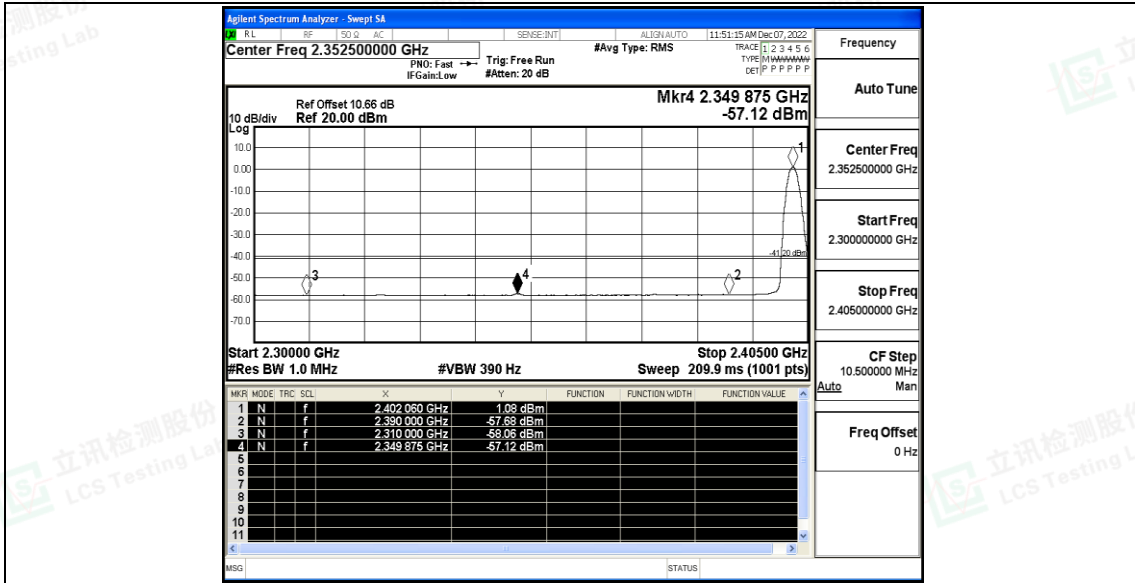 Agilent Spectrum Analyzer - Swept SA
RL RF 50 Ω AC SENSE:INT ALIGN AUTO 11:51:15 AM Dec 07, 2022
Center Freq 2.352500000 GHz
PNO: Fast
IFGain:Low
Trig: Free Run
#Atten: 20 dB
#Avg Type: RMS
TRACE 1 2 3 4 5 6
TYPE M WWWWW
DET P P P P P P
Ref Offset 10.66 dB
Ref 20.00 dBm
Mkr4 2.349 875 GHz
-57.12 dBm
10 dB/div
Log
10.0
0.00
-10.0
-20.0
-30.0
-40.0
-50.0
-60.0
-70.0
1
-41.20 dBm
3
4
2
Start 2.30000 GHz
Stop 2.40500 GHz
#Res BW 1.0 MHz
#VBW 390 Hz
Sweep 209.9 ms (1001 pts)
MKR MODE TRC SCL X Y FUNCTION FUNCTION WIDTH FUNCTION VALUE
1 N f 2.402 060 GHz 1.08 dBm
2 N f 2.390 000 GHz -57.68 dBm
3 N f 2.310 000 GHz -58.06 dBm
4 N f 2.349 875 GHz -57.12 dBm
5
6
7
8
9
10
11
MSG
STATUS
Frequency
Auto Tune
Center Freq
2.352500000 GHz
Start Freq
2.300000000 GHz
Stop Freq
2.405000000 GHz
CF Step
10.500000 MHz
Auto Man
Freq Offset
0 Hz
立讯检测股份
LCS Testing Lab
立讯检测股份
LCS Testing L